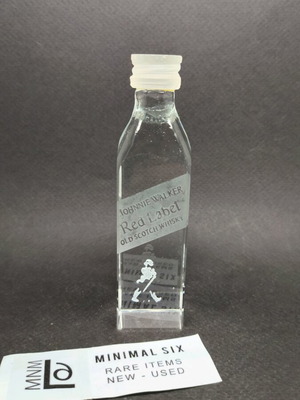 JOHNNIE WALKER
Red Label
OLD SCOTCH WHISKY
MNM
MINIMAL SIX
RARE ITEMS
NEW - USED